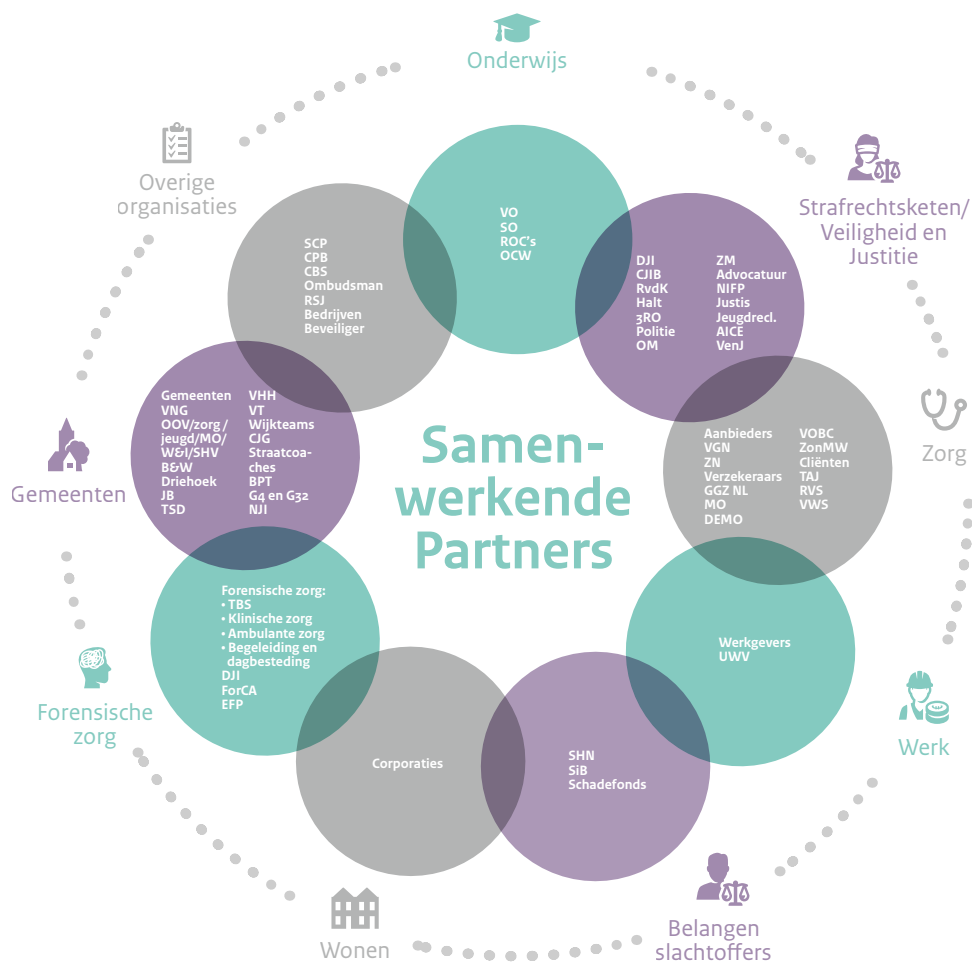 Onderwijs
Overige
organisaties
Strafrechtsketen/
Veiligheid en
Justitie
VO
SO
ROC's
OCW
SCP
CPB
CBS
Ombudsman
RSJ
Bedrijven
Beveiliger
DJI
CJIB
RvdK
Halt
3RO
Politie
OM
ZM
Advocatuur
NIFP
Justis
Jeugdrecl.
AICE
VenJ
Gemeenten
VNG
OOV/zorg /
jeugd/MO/
W&I/SHV
B&W
Driehoek
JB
TSD
VHH
VT
Wijkteams
CJG
Straatcoa-
ches
BPT
G4 en G32
NJI
Samen-
werkende
Partners
Aanbieders
VGN
ZN
Verzekeraars
GGZ NL
MO
DEMO
VOBC
ZonMW
Cliënten
TAJ
RVS
VWS
Zorg
Gemeenten
Forensische zorg:
• TBS
• Klinische zorg
• Ambulante zorg
• Begeleiding en
dagbesteding
DJI
ForCA
EFP
Werkgevers
UWV
Forensische
zorg
Werk
Corporaties
SHN
SiB
Schadefonds
Wonen
Belangen
slachtoffers